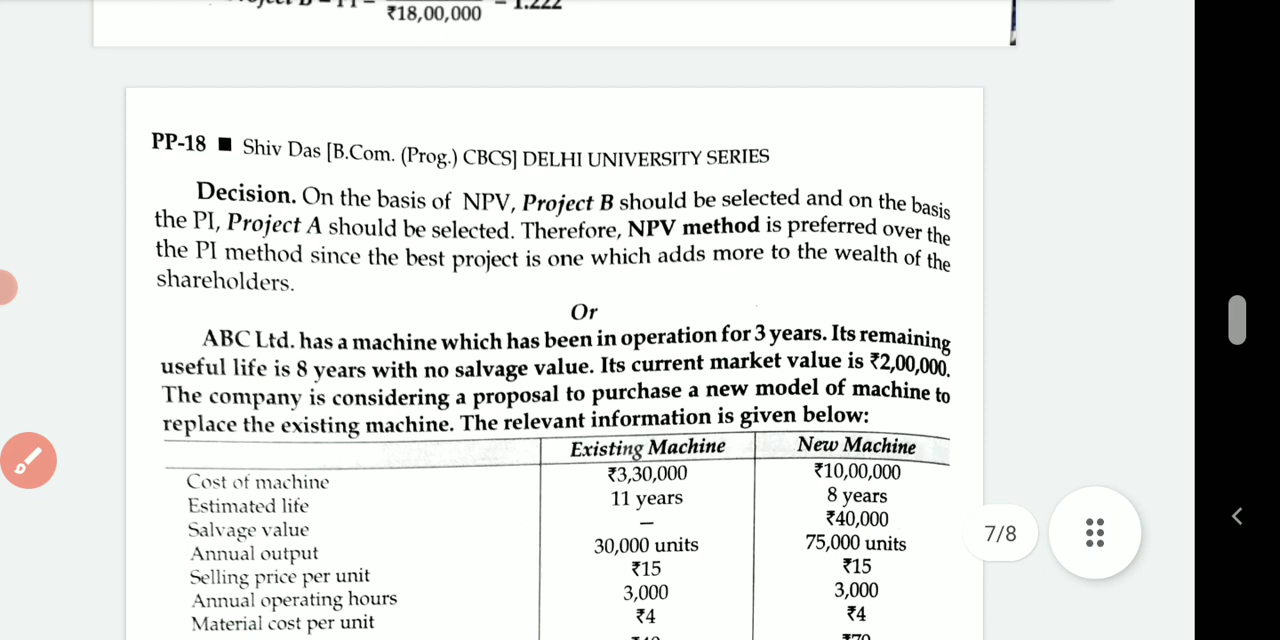 ₹18,00,000
= 1.222
PP-18 ■ Shiv Das [B.Com. (Prog.) CBCS] DELHI UNIVERSITY SERIES
Decision. On the basis of NPV, Project B should be selected and on the basis
the PI, Project A should be selected. Therefore, NPV method is preferred over the
the PI method since the best project is one which adds more to the wealth of the
shareholders.
Or
ABC Ltd. has a machine which has been in operation for 3 years. Its remaining
useful life is 8 years with no salvage value. Its current market value is ₹2,00,000.
The company is considering a proposal to purchase a new model of machine to
replace the existing machine. The relevant information is given below:
Existing Machine New Machine
Cost of machine ₹3,30,000 ₹10,00,000
Estimated life 11 years 8 years
Salvage value — ₹40,000
Annual output 30,000 units 75,000 units
Selling price per unit ₹15 ₹15
Annual operating hours 3,000 3,000
Material cost per unit ₹4 ₹4
7/8